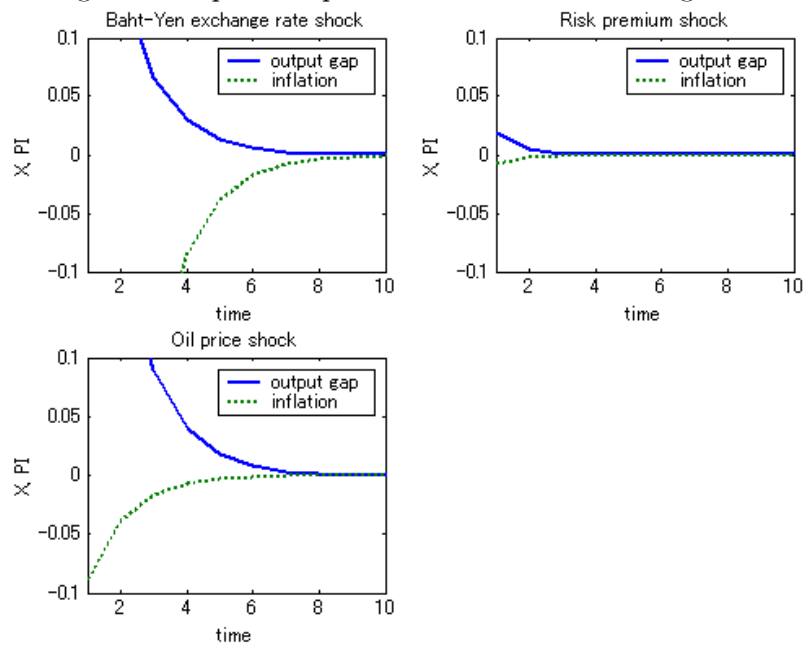 Baht-Yen exchange rate shock
0.1
0.05
0
-0.05
-0.1
X, PI
output gap
inflation
2 4 6 8 10
time
Risk premium shock
0.1
0.05
0
-0.05
-0.1
X, PI
output gap
inflation
2 4 6 8 10
time
Oil price shock
0.1
0.05
0
-0.05
-0.1
X, PI
output gap
inflation
2 4 6 8 10
time